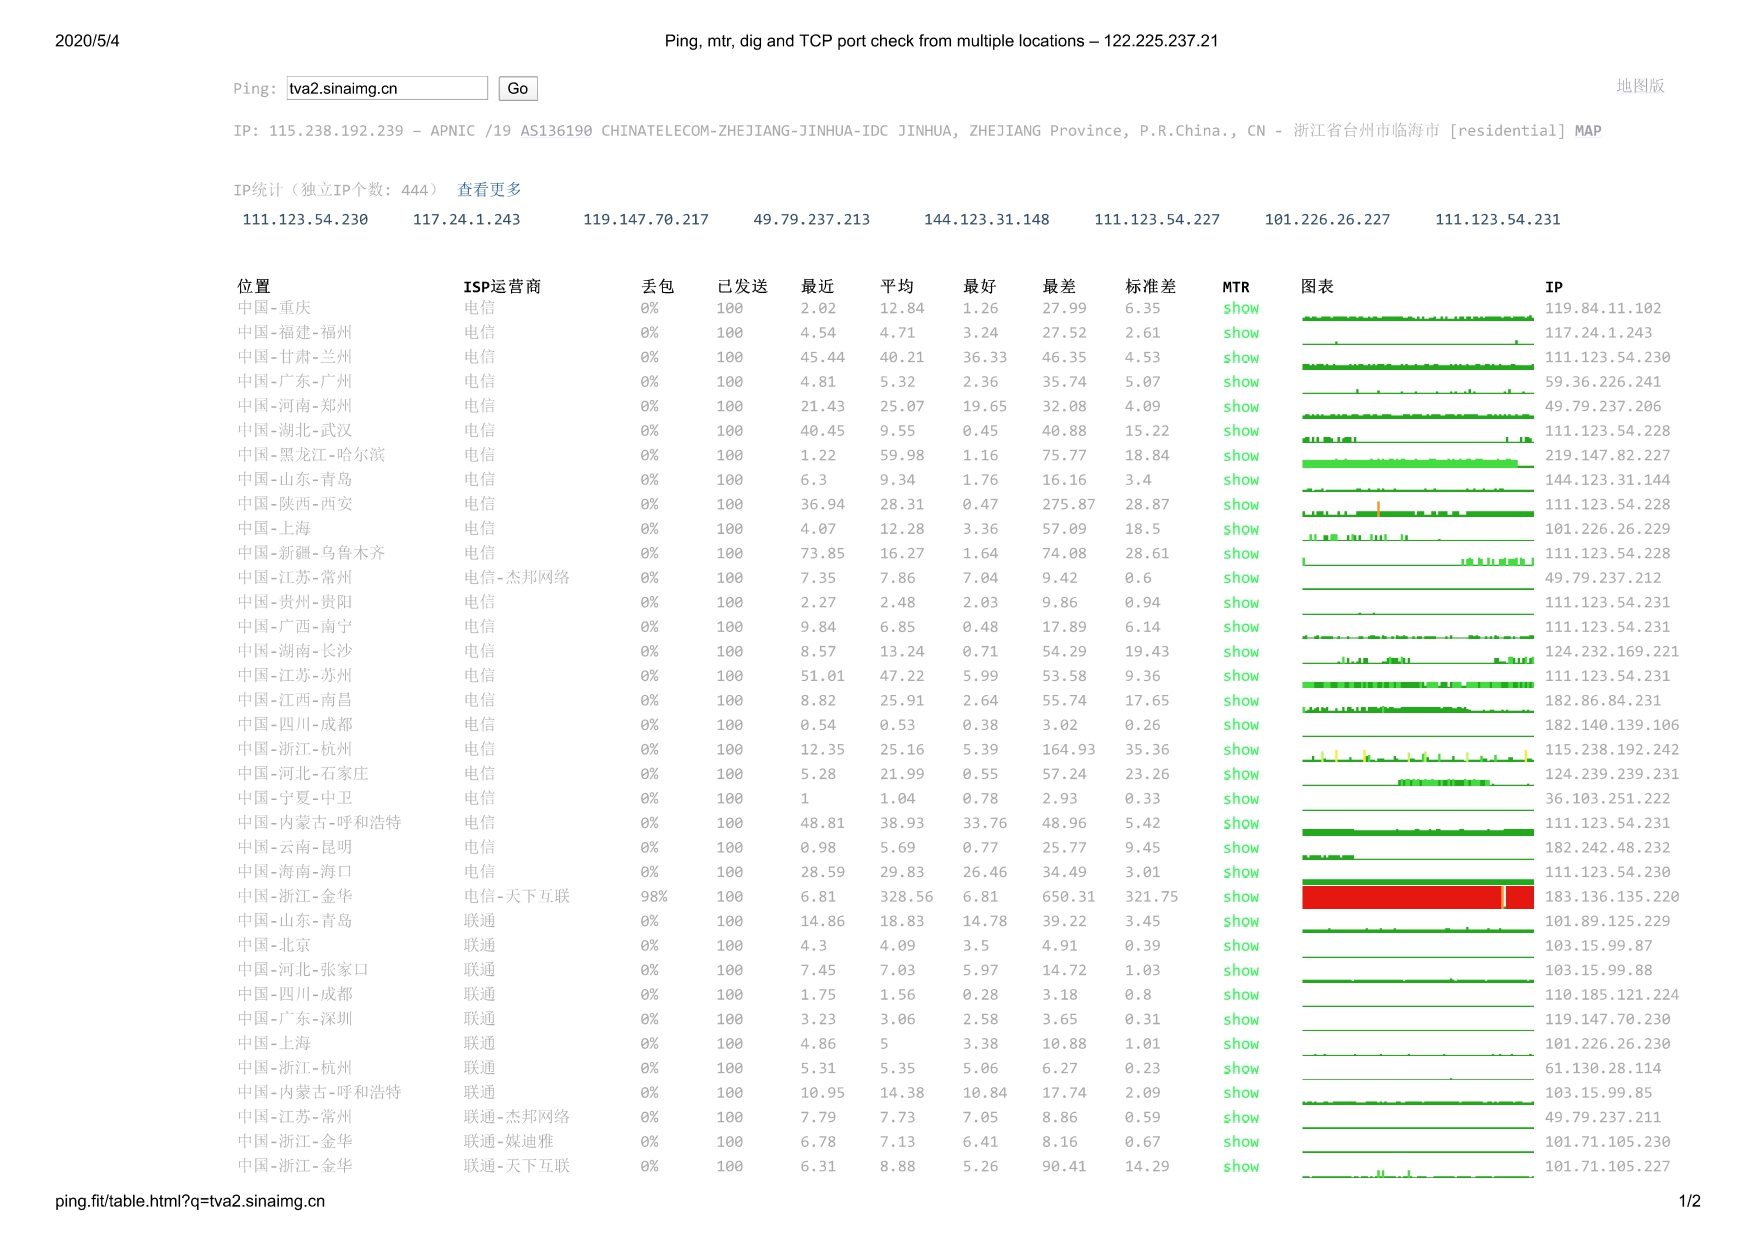 2020/5/4 Ping, mtr, dig and TCP port check from multiple locations – 122.225.237.21
Ping: tva2.sinaimg.cn Go 地图版
IP: 115.238.192.239 – APNIC /19 AS136190 CHINATELECOM-ZHEJIANG-JINHUA-IDC JINHUA, ZHEJIANG Province, P.R.China., CN - 浙江省台州市临海市 [residential] MAP
IP统计（独立IP个数: 444） 查看更多
111.123.54.230 117.24.1.243 119.147.70.217 49.79.237.213 144.123.31.148 111.123.54.227 101.226.26.227 111.123.54.231
位置 ISP运营商 丢包 已发送 最近 平均 最好 最差 标准差 MTR 图表 IP
中国-重庆 电信 0% 100 2.02 12.84 1.26 27.99 6.35 show 119.84.11.102
中国-福建-福州 电信 0% 100 4.54 4.71 3.24 27.52 2.61 show 117.24.1.243
中国-甘肃-兰州 电信 0% 100 45.44 40.21 36.33 46.35 4.53 show 111.123.54.230
中国-广东-广州 电信 0% 100 4.81 5.32 2.36 35.74 5.07 show 59.36.226.241
中国-河南-郑州 电信 0% 100 21.43 25.07 19.65 32.08 4.09 show 49.79.237.206
中国-湖北-武汉 电信 0% 100 40.45 9.55 0.45 40.88 15.22 show 111.123.54.228
中国-黑龙江-哈尔滨 电信 0% 100 1.22 59.98 1.16 75.77 18.84 show 219.147.82.227
中国-山东-青岛 电信 0% 100 6.3 9.34 1.76 16.16 3.4 show 144.123.31.144
中国-陕西-西安 电信 0% 100 36.94 28.31 0.47 275.87 28.87 show 111.123.54.228
中国-上海 电信 0% 100 4.07 12.28 3.36 57.09 18.5 show 101.226.26.229
中国-新疆-乌鲁木齐 电信 0% 100 73.85 16.27 1.64 74.08 28.61 show 111.123.54.228
中国-江苏-常州 电信-杰邦网络 0% 100 7.35 7.86 7.04 9.42 0.6 show 49.79.237.212
中国-贵州-贵阳 电信 0% 100 2.27 2.48 2.03 9.86 0.94 show 111.123.54.231
中国-广西-南宁 电信 0% 100 9.84 6.85 0.48 17.89 6.14 show 111.123.54.231
中国-湖南-长沙 电信 0% 100 8.57 13.24 0.71 54.29 19.43 show 124.232.169.221
中国-江苏-苏州 电信 0% 100 51.01 47.22 5.99 53.58 9.36 show 111.123.54.231
中国-江西-南昌 电信 0% 100 8.82 25.91 2.64 55.74 17.65 show 182.86.84.231
中国-四川-成都 电信 0% 100 0.54 0.53 0.38 3.02 0.26 show 182.140.139.106
中国-浙江-杭州 电信 0% 100 12.35 25.16 5.39 164.93 35.36 show 115.238.192.242
中国-河北-石家庄 电信 0% 100 5.28 21.99 0.55 57.24 23.26 show 124.239.239.231
中国-宁夏-中卫 电信 0% 100 1 1.04 0.78 2.93 0.33 show 36.103.251.222
中国-内蒙古-呼和浩特 电信 0% 100 48.81 38.93 33.76 48.96 5.42 show 111.123.54.231
中国-云南-昆明 电信 0% 100 0.98 5.69 0.77 25.77 9.45 show 182.242.48.232
中国-海南-海口 电信 0% 100 28.59 29.83 26.46 34.49 3.01 show 111.123.54.230
中国-浙江-金华 电信-天下互联 98% 100 6.81 328.56 6.81 650.31 321.75 show 183.136.135.220
中国-山东-青岛 联通 0% 100 14.86 18.83 14.78 39.22 3.45 show 101.89.125.229
中国-北京 联通 0% 100 4.3 4.09 3.5 4.91 0.39 show 103.15.99.87
中国-河北-张家口 联通 0% 100 7.45 7.03 5.97 14.72 1.03 show 103.15.99.88
中国-四川-成都 联通 0% 100 1.75 1.56 0.28 3.18 0.8 show 110.185.121.224
中国-广东-深圳 联通 0% 100 3.23 3.06 2.58 3.65 0.31 show 119.147.70.230
中国-上海 联通 0% 100 4.86 5 3.38 10.88 1.01 show 101.226.26.230
中国-浙江-杭州 联通 0% 100 5.31 5.35 5.06 6.27 0.23 show 61.130.28.114
中国-内蒙古-呼和浩特 联通 0% 100 10.95 14.38 10.84 17.74 2.09 show 103.15.99.85
中国-江苏-常州 联通-杰邦网络 0% 100 7.79 7.73 7.05 8.86 0.59 show 49.79.237.211
中国-浙江-金华 联通-媒迪雅 0% 100 6.78 7.13 6.41 8.16 0.67 show 101.71.105.230
中国-浙江-金华 联通-天下互联 0% 100 6.31 8.88 5.26 90.41 14.29 show 101.71.105.227
ping.fit/table.html?q=tva2.sinaimg.cn 1/2